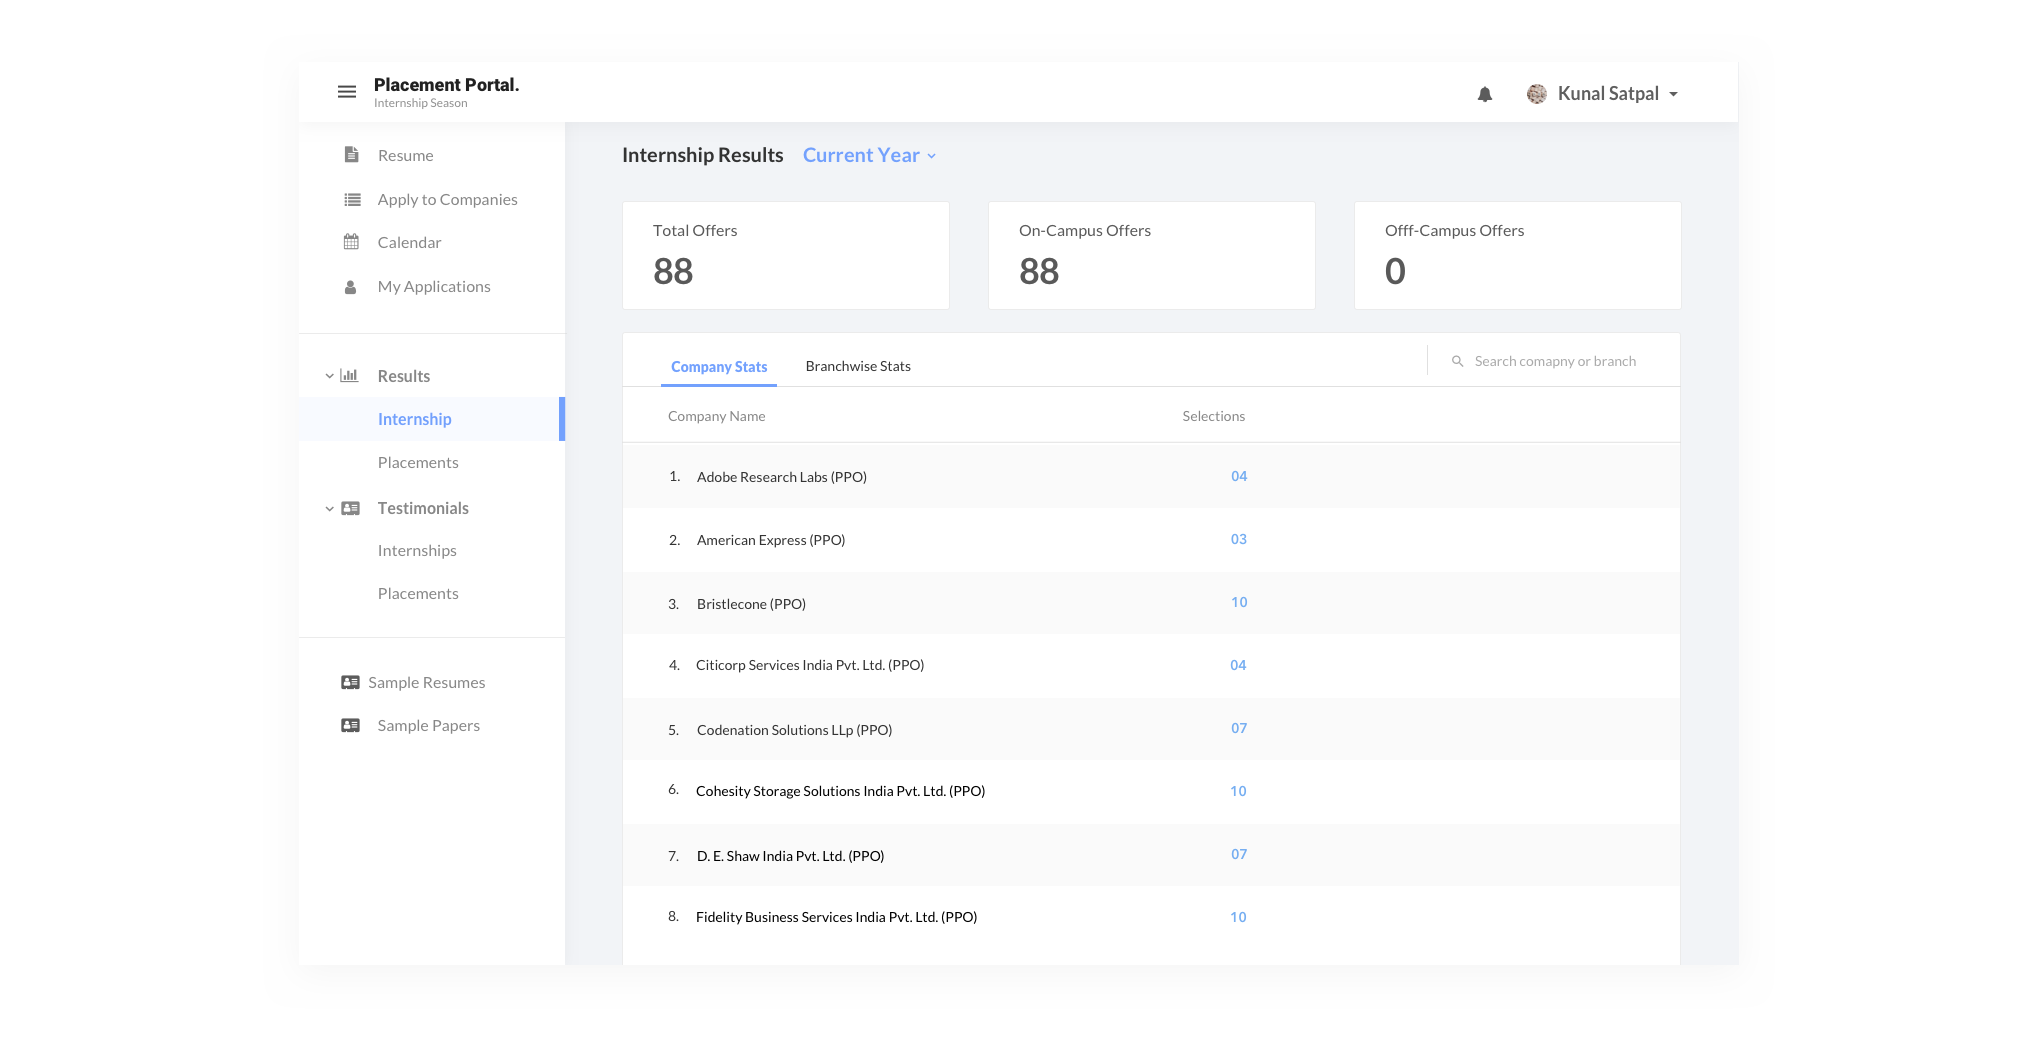 Placement Portal.
Internship Season
Kunal Satpal
Resume
Apply to Companies
Calendar
My Applications
Results
Internship
Placements
Testimonials
Internships
Placements
Sample Resumes
Sample Papers
Internship Results Current Year
Total Offers
88
On-Campus Offers
88
Offf-Campus Offers
0
Company Stats Branchwise Stats Search comapny or branch
Company Name Selections
1. Adobe Research Labs (PPO) 04
2. American Express (PPO) 03
3. Bristlecone (PPO) 10
4. Citicorp Services India Pvt. Ltd. (PPO) 04
5. Codenation Solutions LLp (PPO) 07
6. Cohesity Storage Solutions India Pvt. Ltd. (PPO) 10
7. D. E. Shaw India Pvt. Ltd. (PPO) 07
8. Fidelity Business Services India Pvt. Ltd. (PPO) 10